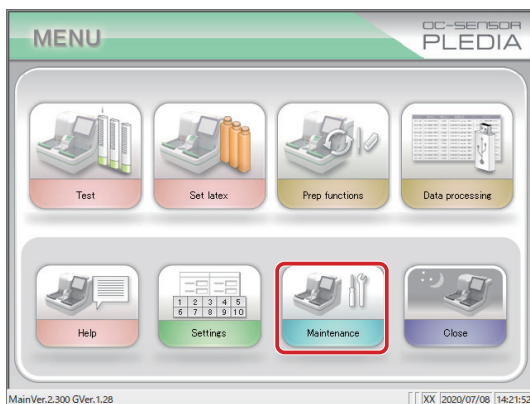 MENU
OC-SENSOR
PLEDIA
Test
Set latex
Prep functions
Data processing
1 2 3 4 5
6 7 8 9 10
Help
Settings
Maintenance
Close
MainVer.2.300 GVer.1.28
XX 2020/07/08 14:21:52